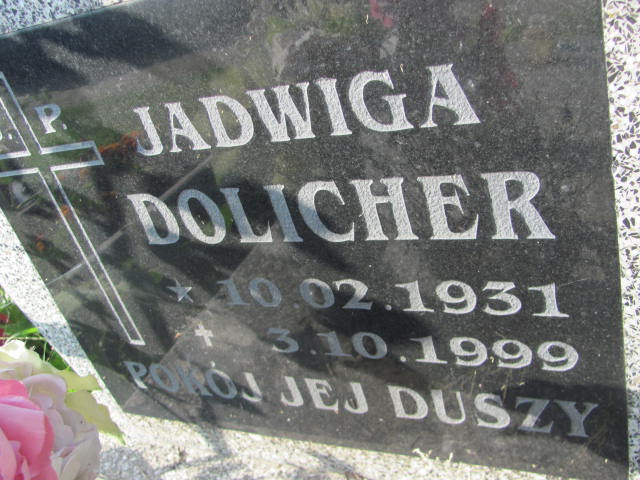 Ś. P.
JADWIGA
DOLICHER
* 10 02.1931
+ 3.10.1999
POKÓJ JEJ DUSZY